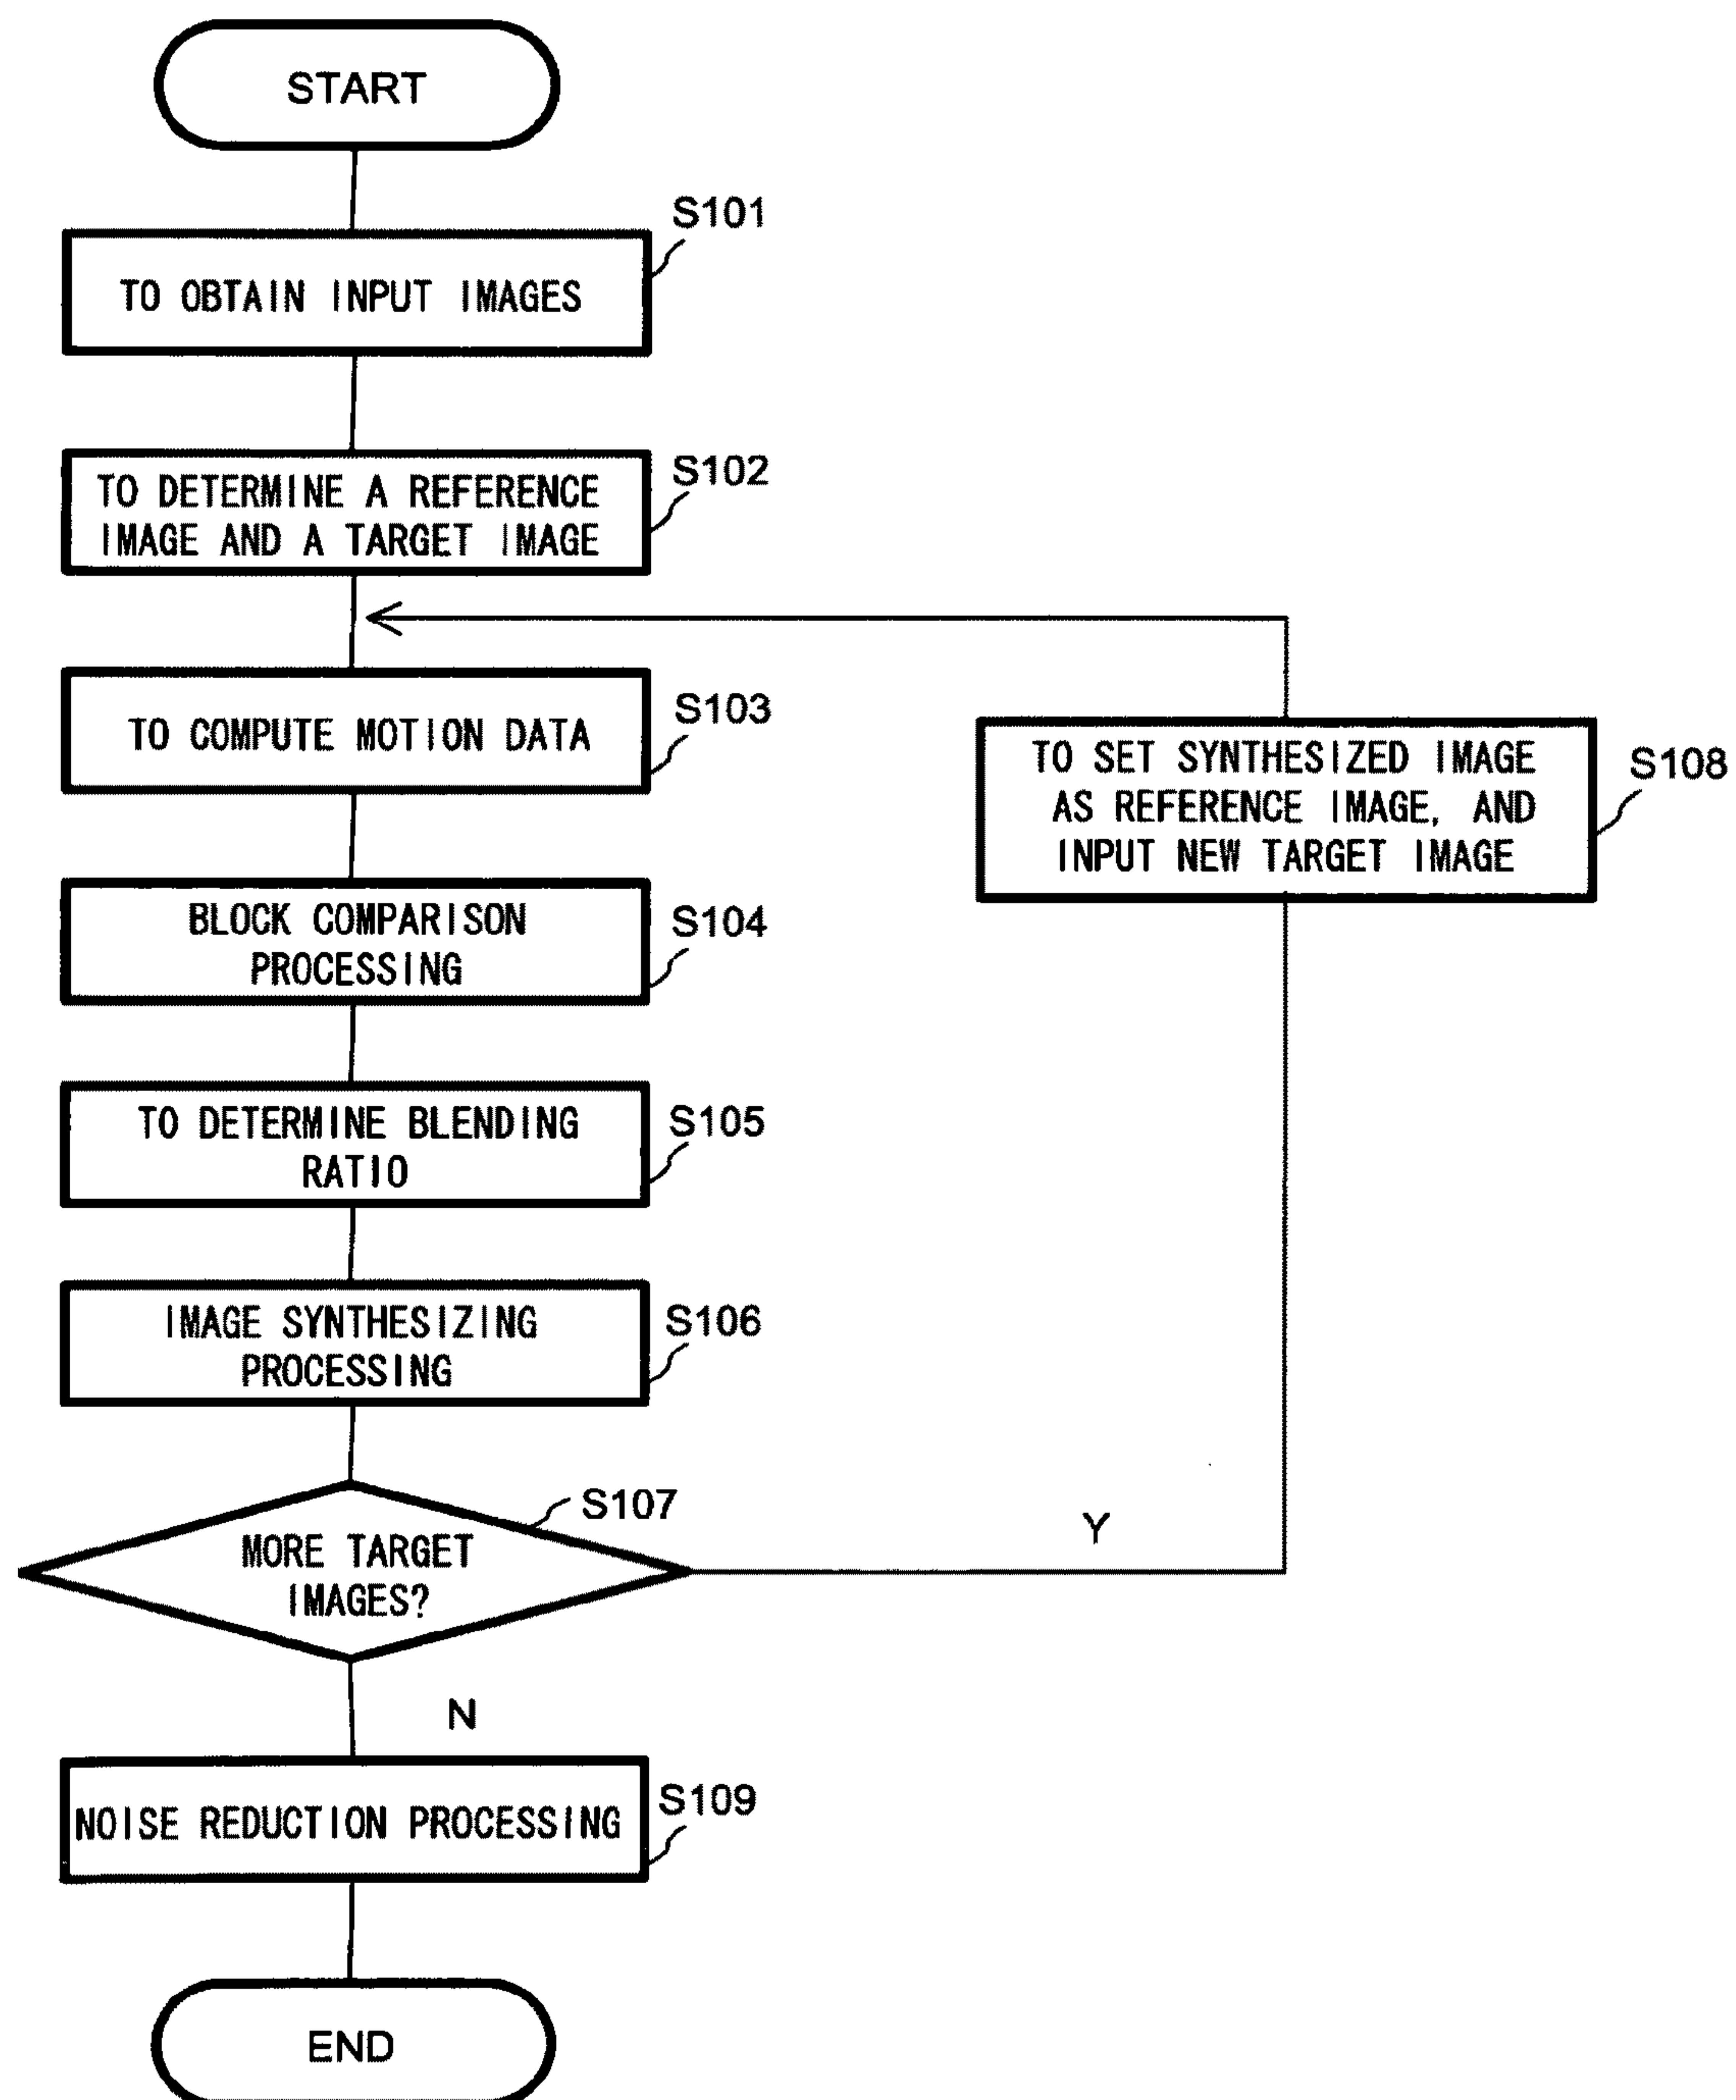 START
S101
TO OBTAIN INPUT IMAGES
S102
TO DETERMINE A REFERENCE
IMAGE AND A TARGET IMAGE
S103
TO COMPUTE MOTION DATA
S108
TO SET SYNTHESIZED IMAGE
AS REFERENCE IMAGE, AND
INPUT NEW TARGET IMAGE
S104
BLOCK COMPARISON
PROCESSING
S105
TO DETERMINE BLENDING
RATIO
S106
IMAGE SYNTHESIZING
PROCESSING
S107
MORE TARGET
IMAGES?
Y
N
S109
NOISE REDUCTION PROCESSING
END